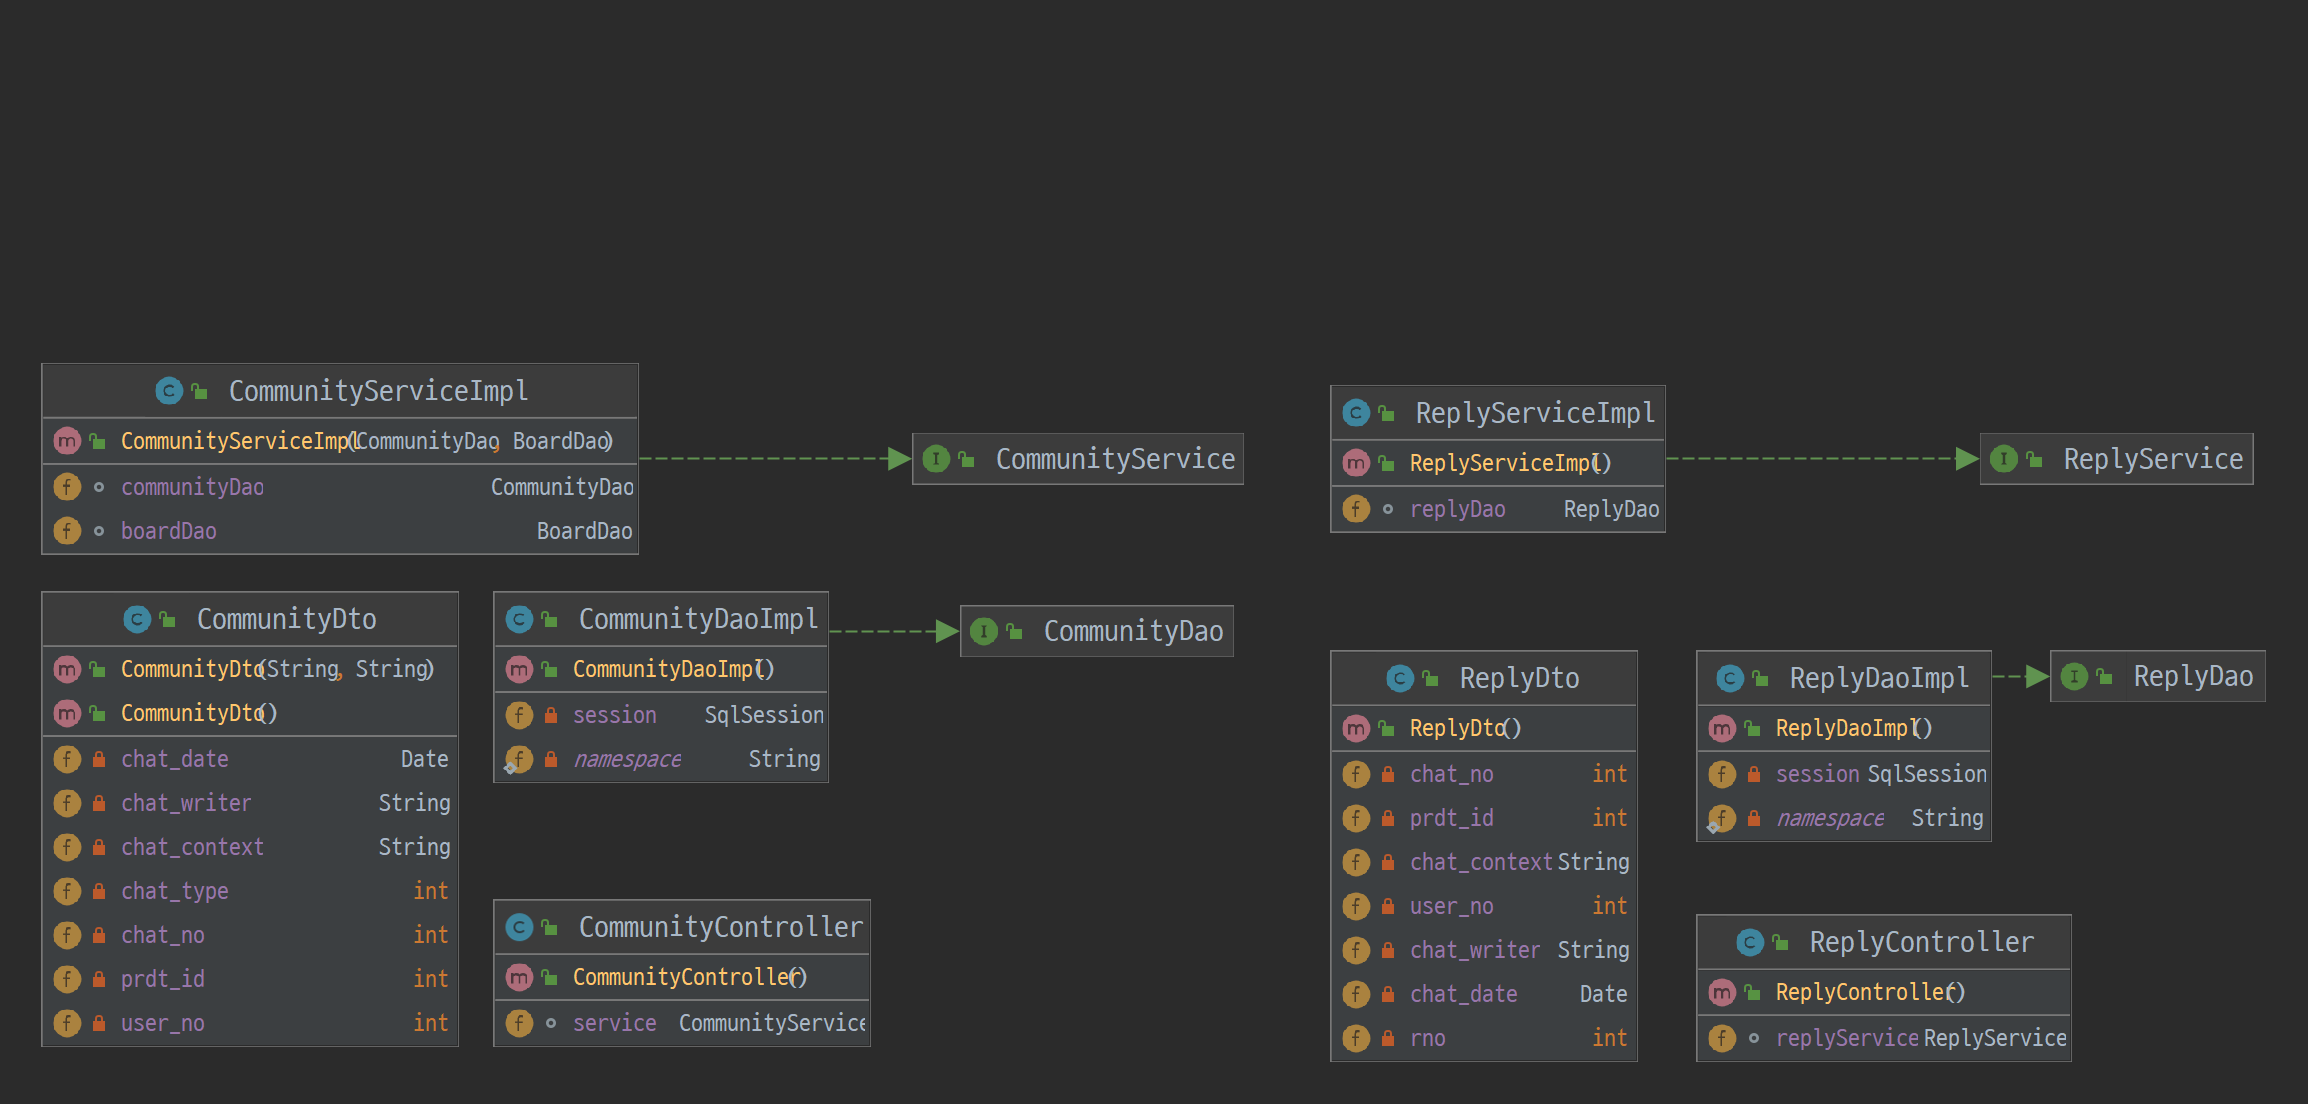 CommunityServiceImpl
CommunityServiceImpl(CommunityDao, BoardDao)
communityDao CommunityDao
boardDao BoardDao
CommunityService
CommunityDto
CommunityDto(String, String)
CommunityDto()
chat_date Date
chat_writer String
chat_context String
chat_type int
chat_no int
prdt_id int
user_no int
CommunityDaoImpl
CommunityDaoImpl()
session SqlSession
namespace String
CommunityDao
CommunityController
CommunityController()
service CommunityService
ReplyServiceImpl
ReplyServiceImpl()
replyDao ReplyDao
ReplyService
ReplyDto
ReplyDto()
chat_no int
prdt_id int
chat_context String
user_no int
chat_writer String
chat_date Date
rno int
ReplyDaoImpl
ReplyDaoImpl()
session SqlSession
namespace String
ReplyDao
ReplyController
ReplyController()
replyService ReplyService